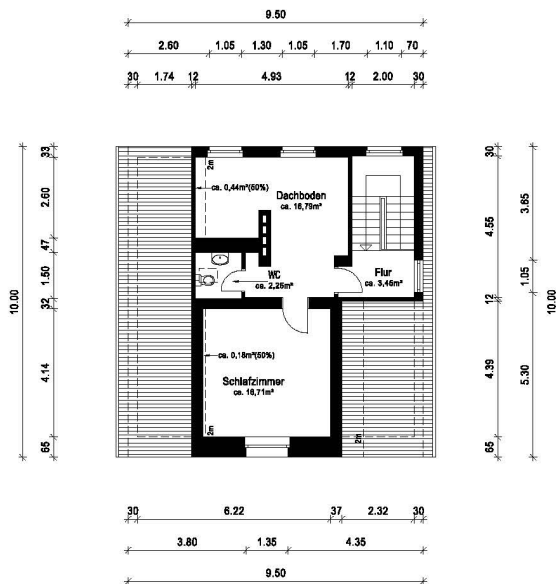 9.50
2.60 1.05 1.30 1.05 1.70 1.10 70
30 1.74 12 4.93 12 2.00 30
10.00
33
2.60
47
1.50
32
4.14
65
30
4.55
12
4.39
65
3.65
1.05
5.30
10.00
2m
ca. 0,44m²(50%)
Dachboden
ca. 16,79m²
WC
ca. 2,25m²
Flur
ca. 3,45m²
ca. 0,18m²(50%)
Schlafzimmer
ca. 16,71m²
2m
2m
30 6.22 37 2.32 30
3.80 1.35 4.35
9.50